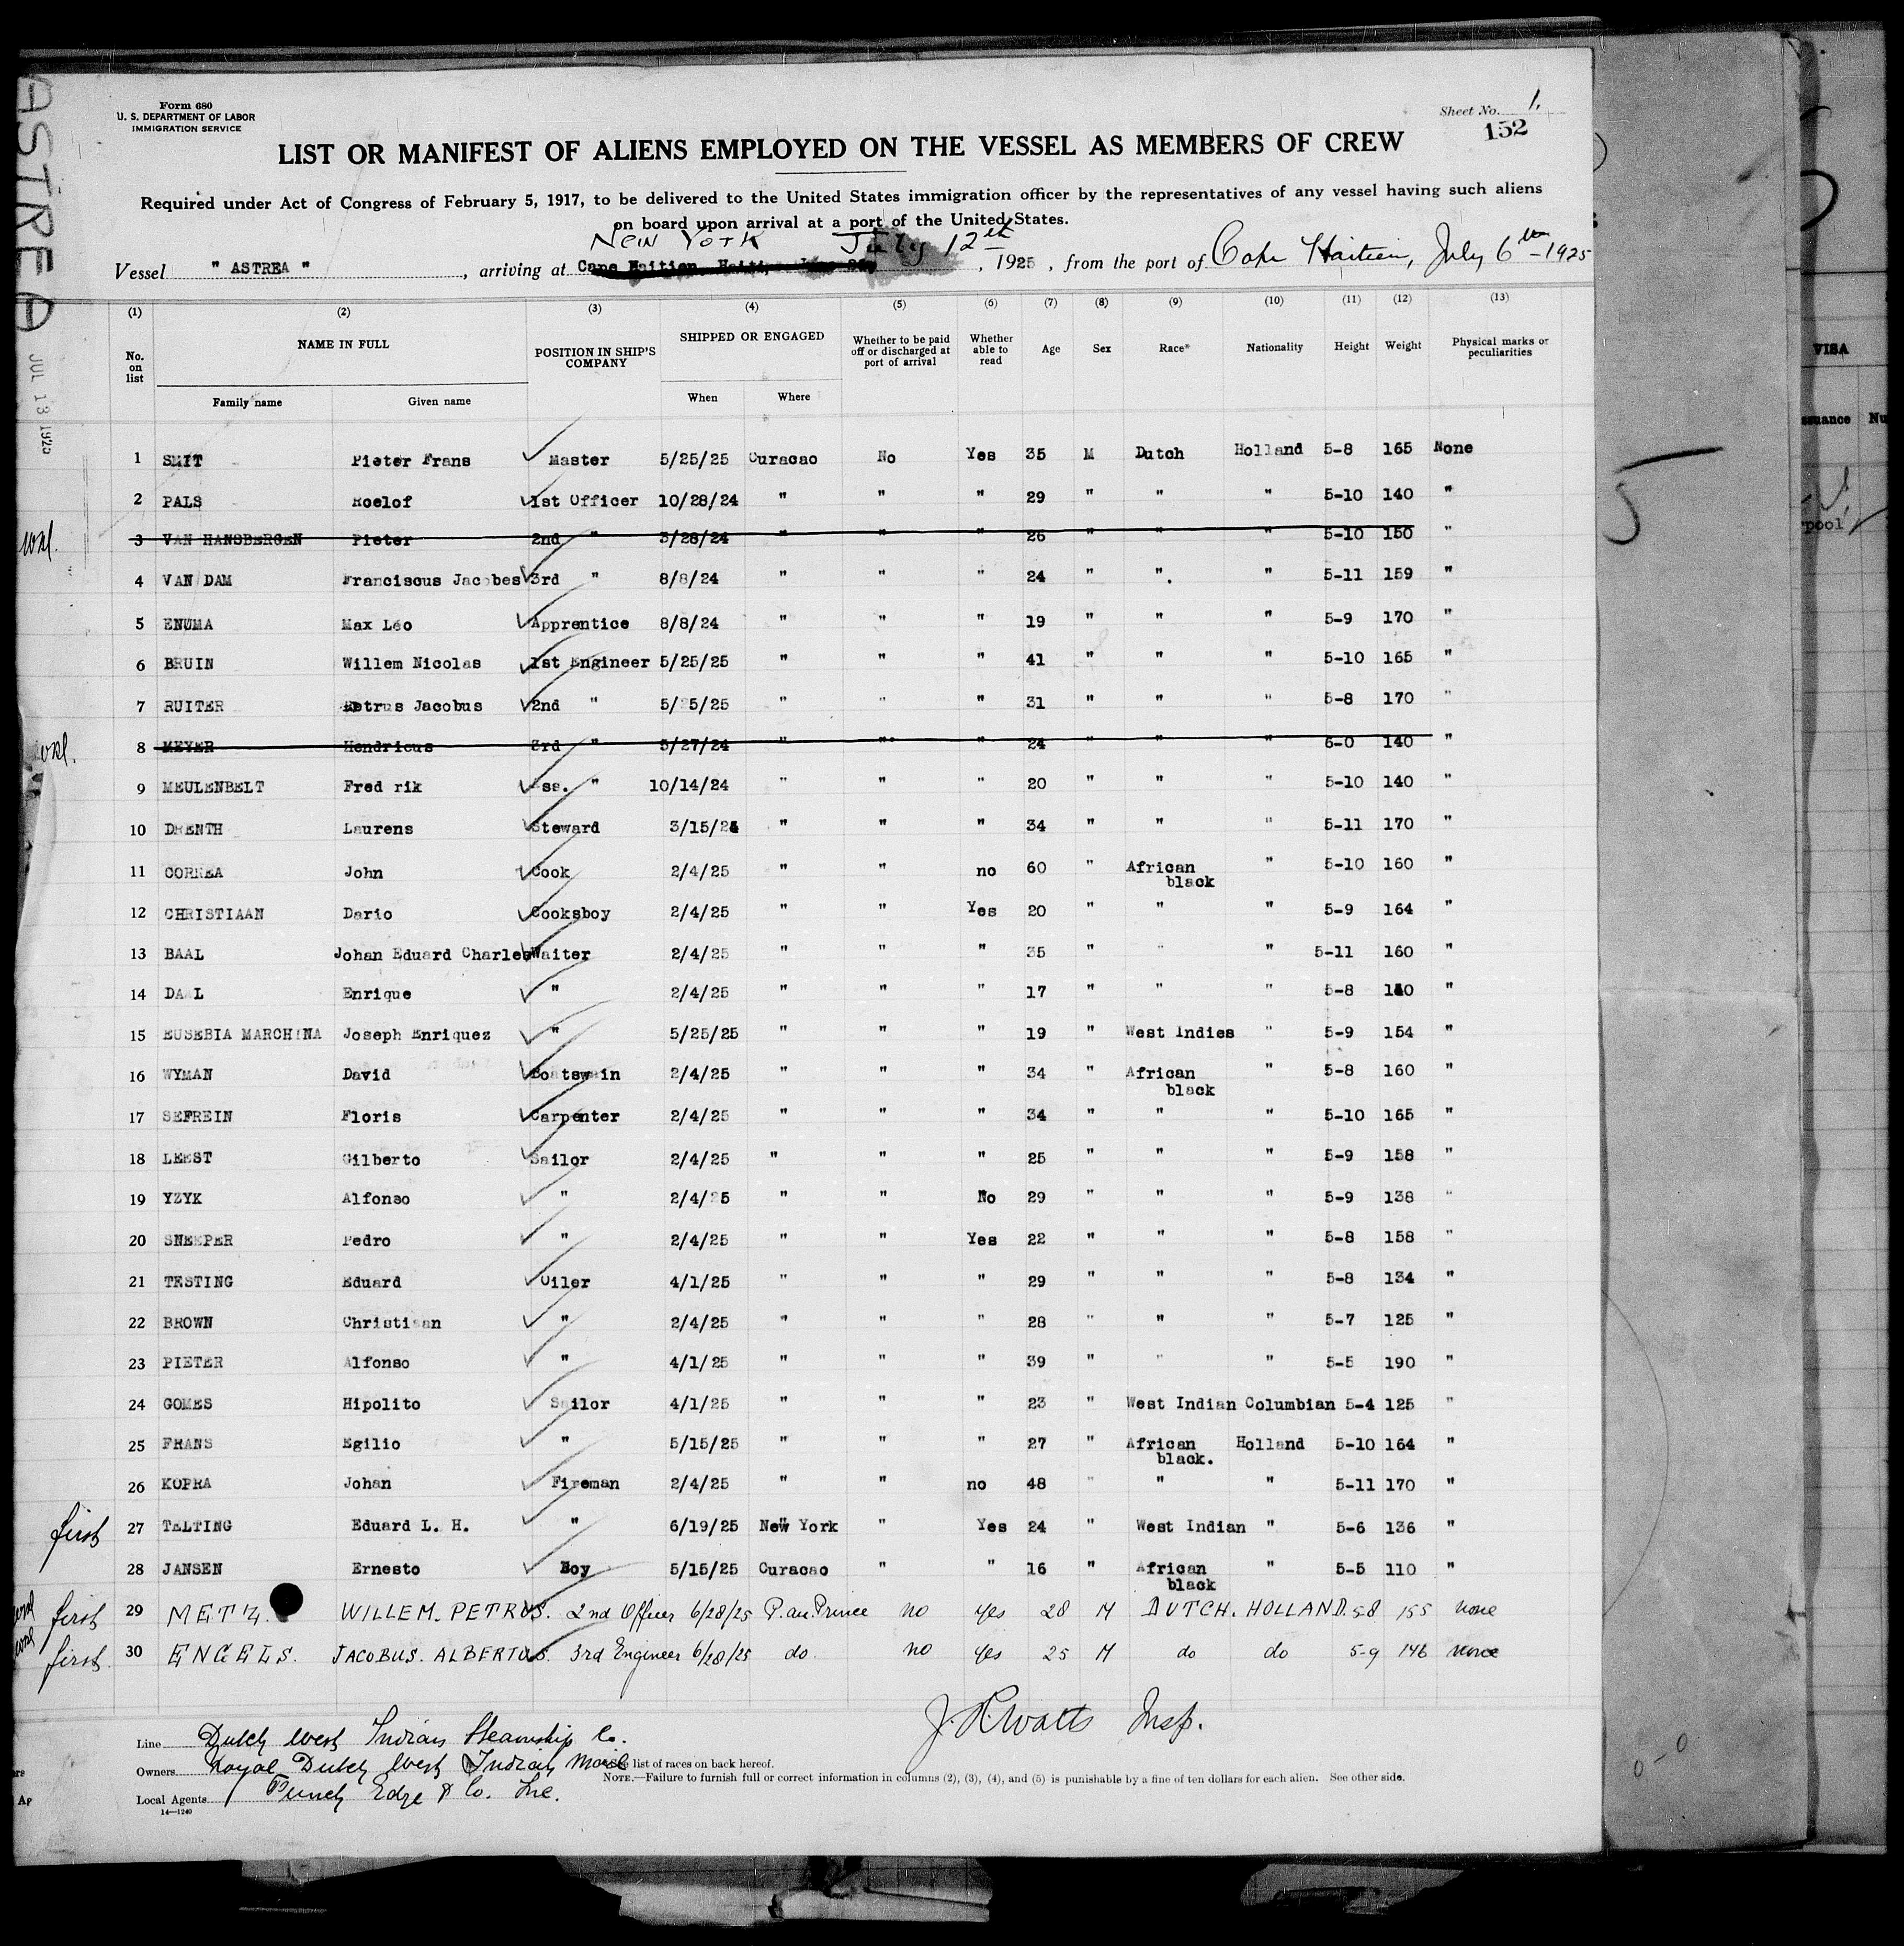 ASTREA
JUL 13 1925
Form 680
U. S. DEPARTMENT OF LABOR
IMMIGRATION SERVICE
Sheet No. 1.
152
LIST OR MANIFEST OF ALIENS EMPLOYED ON THE VESSEL AS MEMBERS OF CREW
Required under Act of Congress of February 5, 1917, to be delivered to the United States immigration officer by the representatives of any vessel having such aliens
on board upon arrival at a port of the United States.
New York July 12th
Vessel " ASTREA " , arriving at Cape Haitien, Haiti, , 1925 , from the port of Cape Haitien, July 6th - 1925
(1) (2) (3) (4) (5) (6) (7) (8) (9) (10) (11) (12) (13)
No. on list NAME IN FULL POSITION IN SHIP'S COMPANY SHIPPED OR ENGAGED Whether to be paid off or discharged at port of arrival Whether able to read Age Sex Race* Nationality Height Weight Physical marks or peculiarities
Family name Given name When Where
1 SMIT Pieter Frans Master 5/25/25 Curacao No Yes 35 M Dutch Holland 5-8 165 None
2 PALS Roelof 1st Officer 10/28/24 " " " 29 " " " 5-10 140 "
3 VAN HANSBERGEN Pieter 2nd " 3/28/24 " " " 26 " " " 5-10 150 "
4 VAN DAM Franciscus Jacobes 3rd " 8/8/24 " " " 24 " ". " 5-11 159 "
5 ENUMA Max Léo Apprentice 8/8/24 " " " 19 " " " 5-9 170 "
6 BRUIN Willem Nicolas 1st Engineer 5/25/25 " " " 41 " " " 5-10 165 "
7 RUITER Petrus Jacobus 2nd " 5/25/25 " " " 31 " " " 5-8 170 "
8 MEYER Hendricus 3rd " 5/27/24 " " " 24 " " " 6-0 140 "
9 MEULENBELT Fred rik Ass. " 10/14/24 " " " 20 " " " 5-10 140 "
10 DRENTH Laurens Steward 3/15/24 " " " 34 " " " 5-11 170 "
11 CORREA John Cook 2/4/25 " " no 60 " African black " 5-10 160 "
12 CHRISTIAAN Dario Cooksboy 2/4/25 " " Yes 20 " " " 5-9 164 "
13 BAAL Johan Eduard Charles Waiter 2/4/25 " " " 35 " " " 5-11 160 "
14 DAAL Enrique " 2/4/25 " " " 17 " " " 5-8 "
15 EUSEBIA MARCHINA Joseph Enriquez " 5/25/25 " " " 19 " West Indies " 5-9 154 "
16 WYMAN David Boatswain 2/4/25 " " " 34 " African black " 5-8 160 "
17 SEFREIN Floris Carpenter 2/4/25 " " " 34 " " " 5-10 165 "
18 LEEST Gilberto Sailor 2/4/25 " " " 25 " " " 5-9 158 "
19 YZYK Alfonso " 2/4/25 " " No 29 " " " 5-9 138 "
20 SNEEPER Pedro " 2/4/25 " " Yes 22 " " " 5-8 158 "
21 TESTING Eduard Oiler 4/1/25 " " " 29 " " " 5-8 134 "
22 BROWN Christiaan " 2/4/25 " " " 28 " " " 5-7 125 "
23 PIETER Alfonso " 4/1/25 " " " 39 " " " 5-5 190 "
24 GOMES Hipolito Sailor 4/1/25 " " " 23 " West Indian Columbian 5-4 125 "
25 FRANS Egilio " 5/15/25 " " " 27 " African black. Holland 5-10 164 "
26 KOPRA Johan Fireman 2/4/25 " " no 48 " " " 5-11 170 "
first 27 TELTING Eduard L. H. " 6/19/25 New York " Yes 24 " West Indian " 5-6 136 "
28 JANSEN Ernesto Boy 5/15/25 Curacao " " 16 " African black " 5-5 110 "
first 29 METZ. WILLEM. PETRUS. 2nd Officer 6/28/25 P. au. Prince no yes 28 M DUTCH. HOLLAND. 58 155 none
first. 30 ENGELS. JACOBUS. ALBERTUS. 3rd Engineer 6/28/25 do. no yes 25 M do do 5-9 146 none
J. R. Watts Insp.
Line Dutch West Indian Steamship Co.
Owners Royal Dutch West Indian Mail
See list of races on back hereof.
NOTE.—Failure to furnish full or correct information in columns (2), (3), (4), and (5) is punishable by a fine of ten dollars for each alien. See other side.
Local Agents Funch Edge & Co. Inc.
14—1240
VISA
5